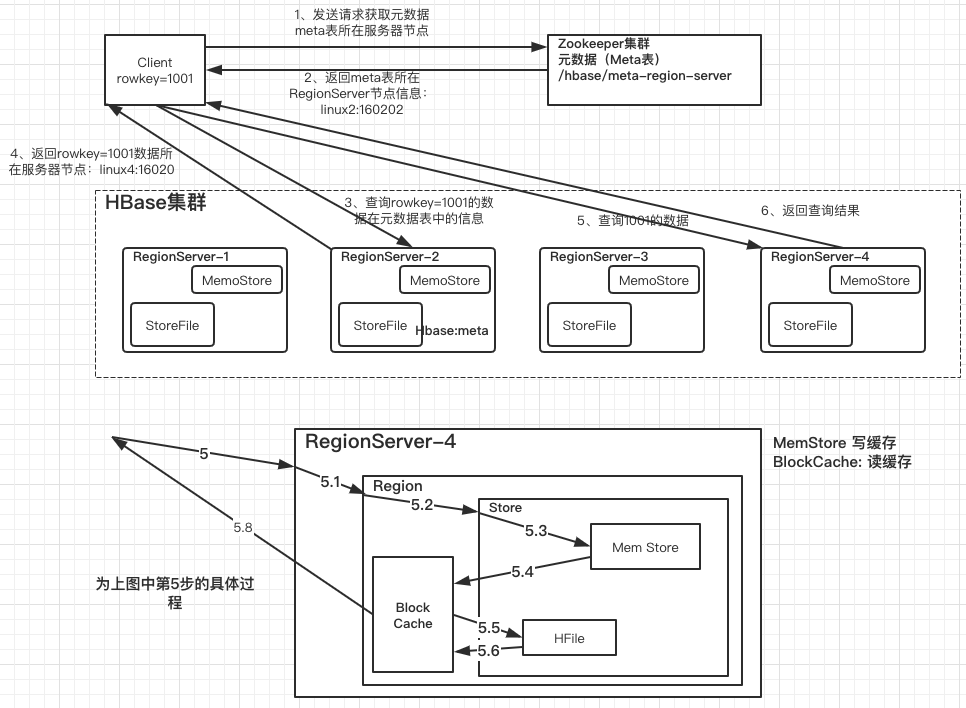 1、发送请求获取元数据
meta表所在服务器节点
Client
rowkey=1001
Zookeeper集群
元数据（Meta表）
/hbase/meta-region-server
2、返回meta表所在
RegionServer节点信息：
linux2:160202
4、返回rowkey=1001数据所
在服务器节点：linux4:16020
HBase集群
3、查询rowkey=1001的数
据在元数据表中的信息
5、查询1001的数据
6、返回查询结果
RegionServer-1
MemoStore
StoreFile
RegionServer-2
MemoStore
StoreFile
Hbase:meta
RegionServer-3
MemoStore
StoreFile
RegionServer-4
MemoStore
StoreFile
RegionServer-4
MemStore 写缓存
BlockCache: 读缓存
5
5.1
Region
5.2
Store
5.3
Mem Store
5.4
5.8
为上图中第5步的具体过
程
Block
Cache
5.5
HFile
5.6